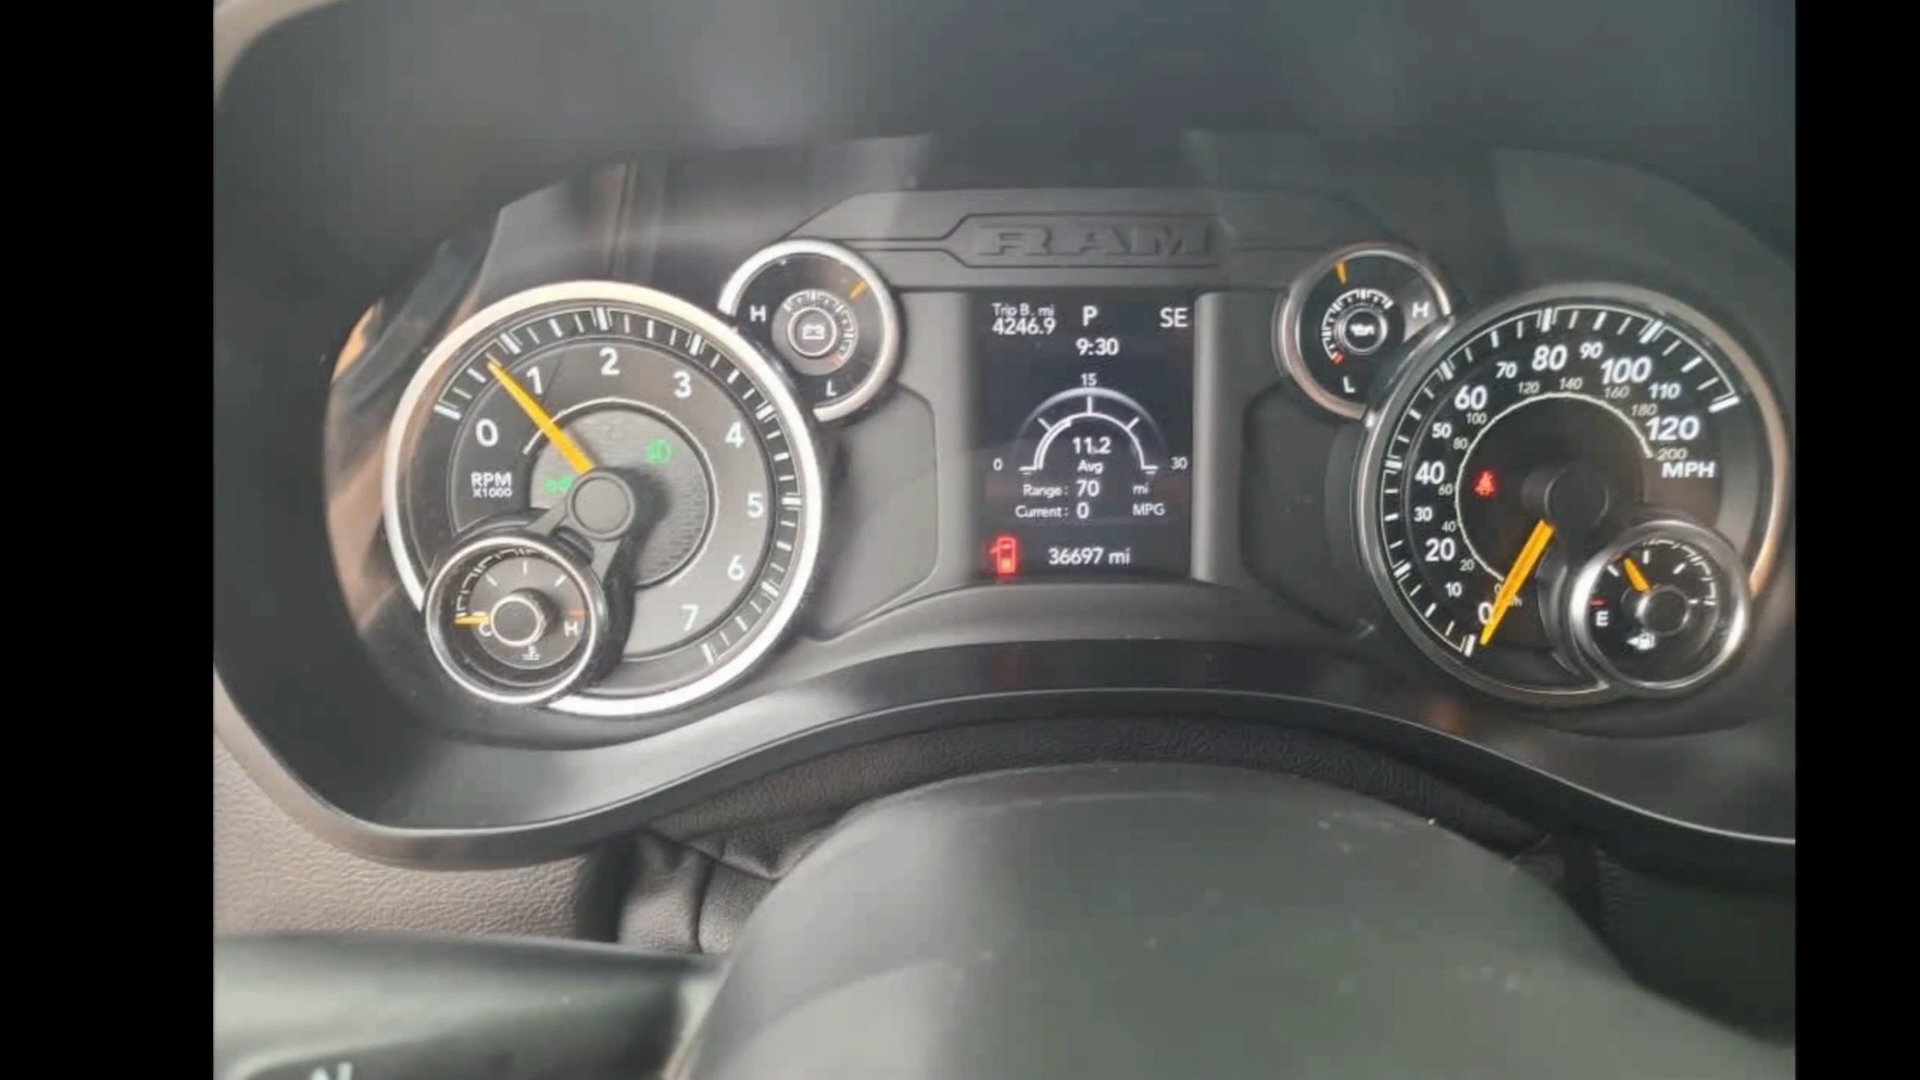 RAM
Trip B. mi P SE
4246.9
9:30
15
11.2
Avg
0 30
Range: 70 mi
Current: 0 MPG
36697 mi
0 1 2 3 4 5 6 7
RPM
X1000
C H
H L
L H
0 10 20 30 40 50 60 70 80 90 100 110 120
20 40 60 80 100 120 140 160 180 200
MPH
E